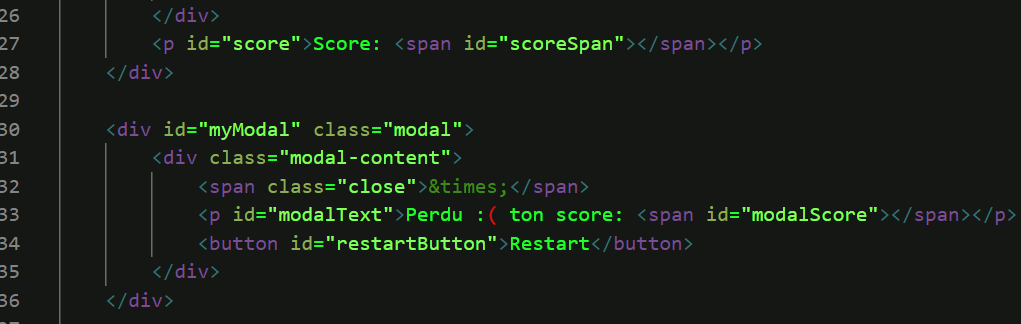 26 </div>
27 <p id="score">Score: <span id="scoreSpan"></span></p>
28 </div>
29
30 <div id="myModal" class="modal">
31 <div class="modal-content">
32 <span class="close">&times;</span>
33 <p id="modalText">Perdu :( ton score: <span id="modalScore"></span></p>
34 <button id="restartButton">Restart</button>
35 </div>
36 </div>